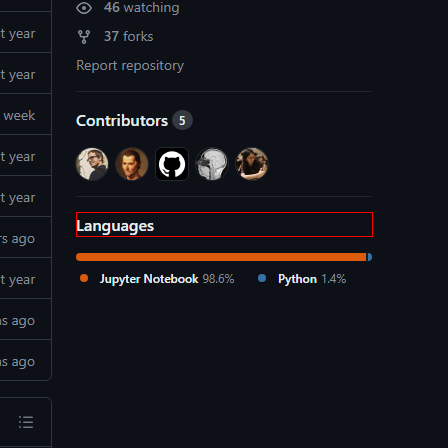 46 watching
t year
37 forks
Report repository
t year
week
Contributors 5
t year
t year
Languages
rs ago
t year
Jupyter Notebook 98.6% Python 1.4%
s ago
s ago